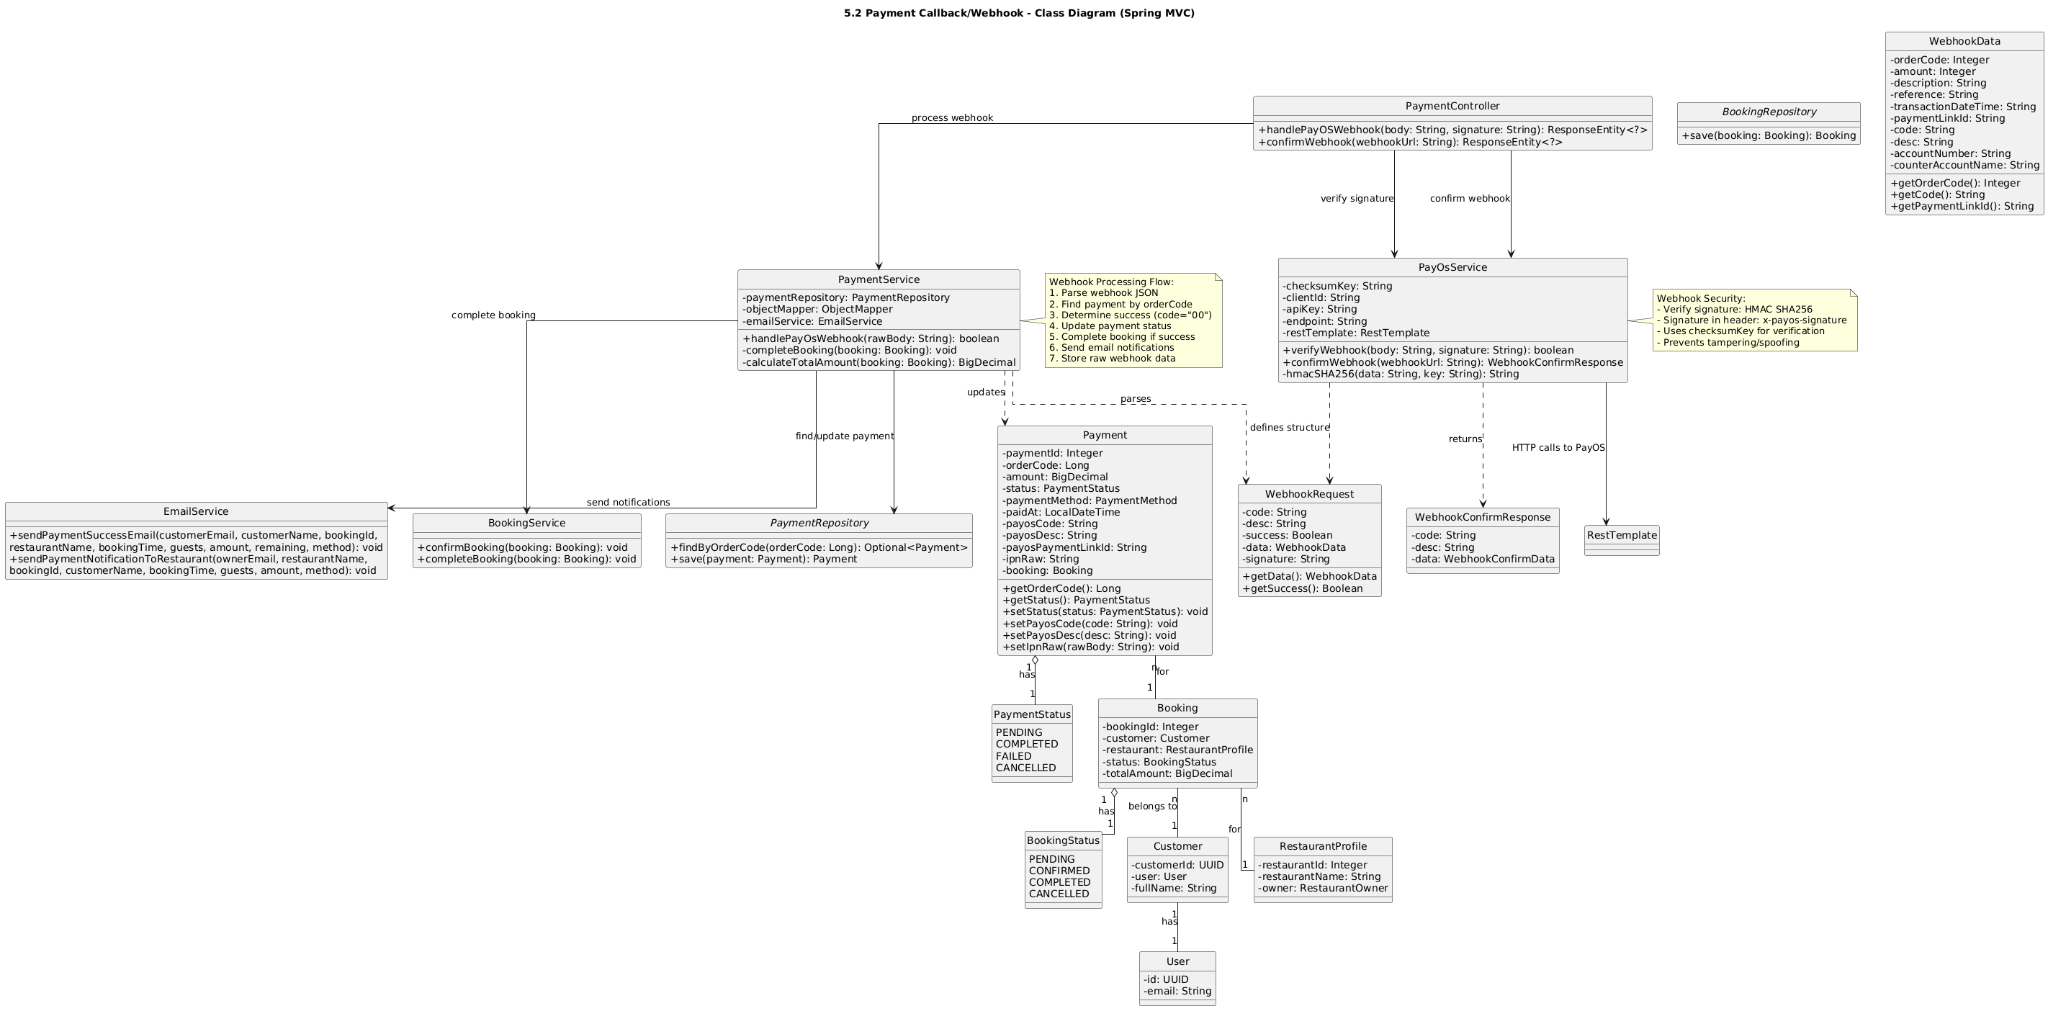 5.2 Payment Callback/Webhook - Class Diagram (Spring MVC)
WebhookData
-orderCode: Integer
-amount: Integer
-description: String
-reference: String
-transactionDateTime: String
-paymentLinkId: String
-code: String
-desc: String
-accountNumber: String
-counterAccountName: String
+getOrderCode(): Integer
+getCode(): String
+getPaymentLinkId(): String
PaymentController
+handlePayOSWebhook(body: String, signature: String): ResponseEntity<?>
+confirmWebhook(webhookUrl: String): ResponseEntity<?>
BookingRepository
+save(booking: Booking): Booking
process webhook
verify signature
confirm webhook
PaymentService
-paymentRepository: PaymentRepository
-objectMapper: ObjectMapper
-emailService: EmailService
+handlePayOsWebhook(rawBody: String): boolean
-completeBooking(booking: Booking): void
-calculateTotalAmount(booking: Booking): BigDecimal
Webhook Processing Flow:
1. Parse webhook JSON
2. Find payment by orderCode
3. Determine success (code="00")
4. Update payment status
5. Complete booking if success
6. Send email notifications
7. Store raw webhook data
PayOsService
-checksumKey: String
-clientId: String
-apiKey: String
-endpoint: String
-restTemplate: RestTemplate
+verifyWebhook(body: String, signature: String): boolean
+confirmWebhook(webhookUrl: String): WebhookConfirmResponse
-hmacSHA256(data: String, key: String): String
Webhook Security:
- Verify signature: HMAC SHA256
- Signature in header: x-payos-signature
- Uses checksumKey for verification
- Prevents tampering/spoofing
complete booking
send notifications
find/update payment
updates
parses
defines structure
returns
HTTP calls to PayOS
EmailService
+sendPaymentSuccessEmail(customerEmail, customerName, bookingId,
restaurantName, bookingTime, guests, amount, remaining, method): void
+sendPaymentNotificationToRestaurant(ownerEmail, restaurantName,
bookingId, customerName, bookingTime, guests, amount, method): void
BookingService
+confirmBooking(booking: Booking): void
+completeBooking(booking: Booking): void
PaymentRepository
+findByOrderCode(orderCode: Long): Optional<Payment>
+save(payment: Payment): Payment
Payment
-paymentId: Integer
-orderCode: Long
-amount: BigDecimal
-status: PaymentStatus
-paymentMethod: PaymentMethod
-paidAt: LocalDateTime
-payosCode: String
-payosDesc: String
-payosPaymentLinkId: String
-ipnRaw: String
-booking: Booking
+getOrderCode(): Long
+getStatus(): PaymentStatus
+setStatus(status: PaymentStatus): void
+setPayosCode(code: String): void
+setPayosDesc(desc: String): void
+setIpnRaw(rawBody: String): void
WebhookRequest
-code: String
-desc: String
-success: Boolean
-data: WebhookData
-signature: String
+getData(): WebhookData
+getSuccess(): Boolean
WebhookConfirmResponse
-code: String
-desc: String
-data: WebhookConfirmData
RestTemplate
1
has
1
n
for
1
PaymentStatus
PENDING
COMPLETED
FAILED
CANCELLED
Booking
-bookingId: Integer
-customer: Customer
-restaurant: RestaurantProfile
-status: BookingStatus
-totalAmount: BigDecimal
1
has
1
n
belongs to
1
n
for
1
BookingStatus
PENDING
CONFIRMED
COMPLETED
CANCELLED
Customer
-customerId: UUID
-user: User
-fullName: String
RestaurantProfile
-restaurantId: Integer
-restaurantName: String
-owner: RestaurantOwner
1
has
1
User
-id: UUID
-email: String